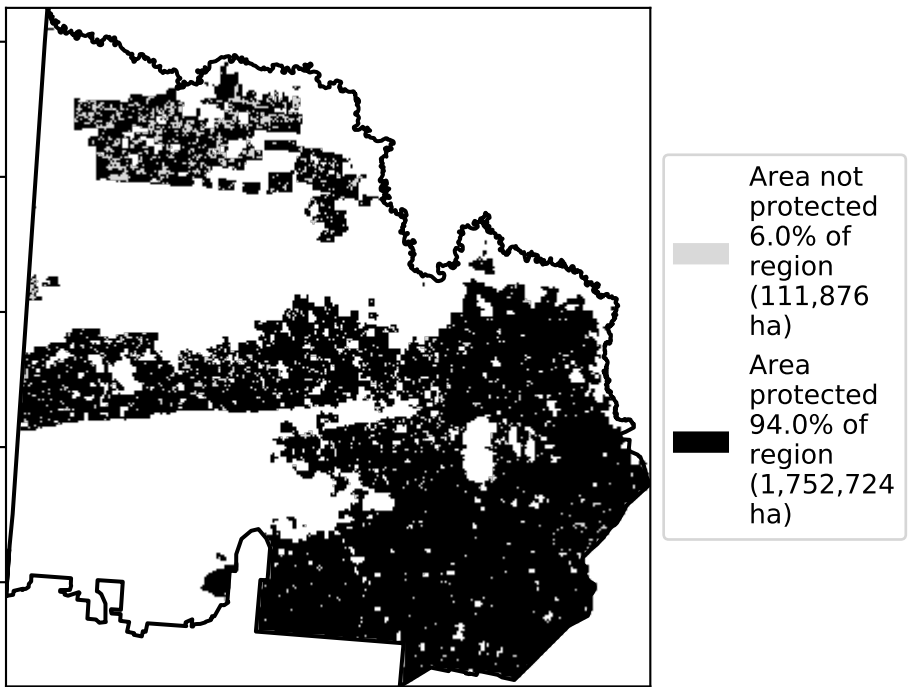 Area not
protected
6.0% of
region
(111,876
ha)
Area
protected
94.0% of
region
(1,752,724
ha)